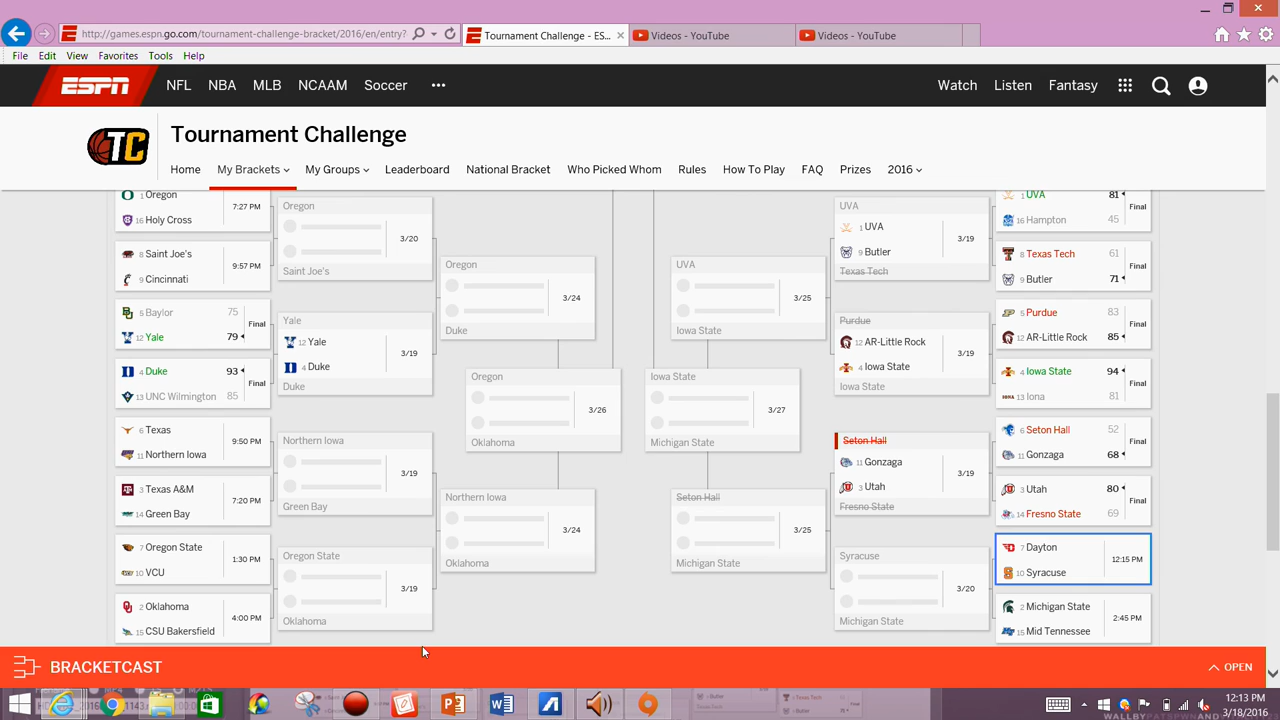 http://games.espn.go.com/tournament-challenge-bracket/2016/en/entry?
Tournament Challenge - ES...
Videos - YouTube
Videos - YouTube
File Edit View Favorites Tools Help
ESPN NFL NBA MLB NCAAM Soccer ••• Watch Listen Fantasy
TC
Tournament Challenge
Home My Brackets My Groups Leaderboard National Bracket Who Picked Whom Rules How To Play FAQ Prizes 2016
1 Oregon
7:27 PM
16 Holy Cross
8 Saint Joe's
9:57 PM
9 Cincinnati
5 Baylor 75
Final
12 Yale 79
4 Duke 93
Final
13 UNC Wilmington 85
6 Texas
9:50 PM
11 Northern Iowa
3 Texas A&M
7:20 PM
14 Green Bay
7 Oregon State
1:30 PM
10 VCU
2 Oklahoma
4:00 PM
15 CSU Bakersfield
Oregon
3/20
Saint Joe's
Yale
12 Yale
3/19
4 Duke
Duke
Northern Iowa
3/19
Green Bay
Oregon State
3/19
Oklahoma
Oregon
3/24
Duke
Northern Iowa
3/24
Oklahoma
Oregon
3/26
Oklahoma
Iowa State
3/27
Michigan State
UVA
3/25
Iowa State
Seton Hall
3/25
Michigan State
UVA
1 UVA
3/19
9 Butler
Texas Tech
Purdue
12 AR-Little Rock
3/19
4 Iowa State
Iowa State
Seton Hall
11 Gonzaga
3/19
3 Utah
Fresno State
Syracuse
3/20
Michigan State
1 UVA 81
Final
16 Hampton 45
8 Texas Tech 61
Final
9 Butler 71
5 Purdue 83
Final
12 AR-Little Rock 85
4 Iowa State 94
Final
13 Iona 81
6 Seton Hall 52
Final
11 Gonzaga 68
3 Utah 80
Final
14 Fresno State 69
7 Dayton
12:15 PM
10 Syracuse
2 Michigan State
2:45 PM
15 Mid Tennessee
BRACKETCAST OPEN
12:13 PM
3/18/2016